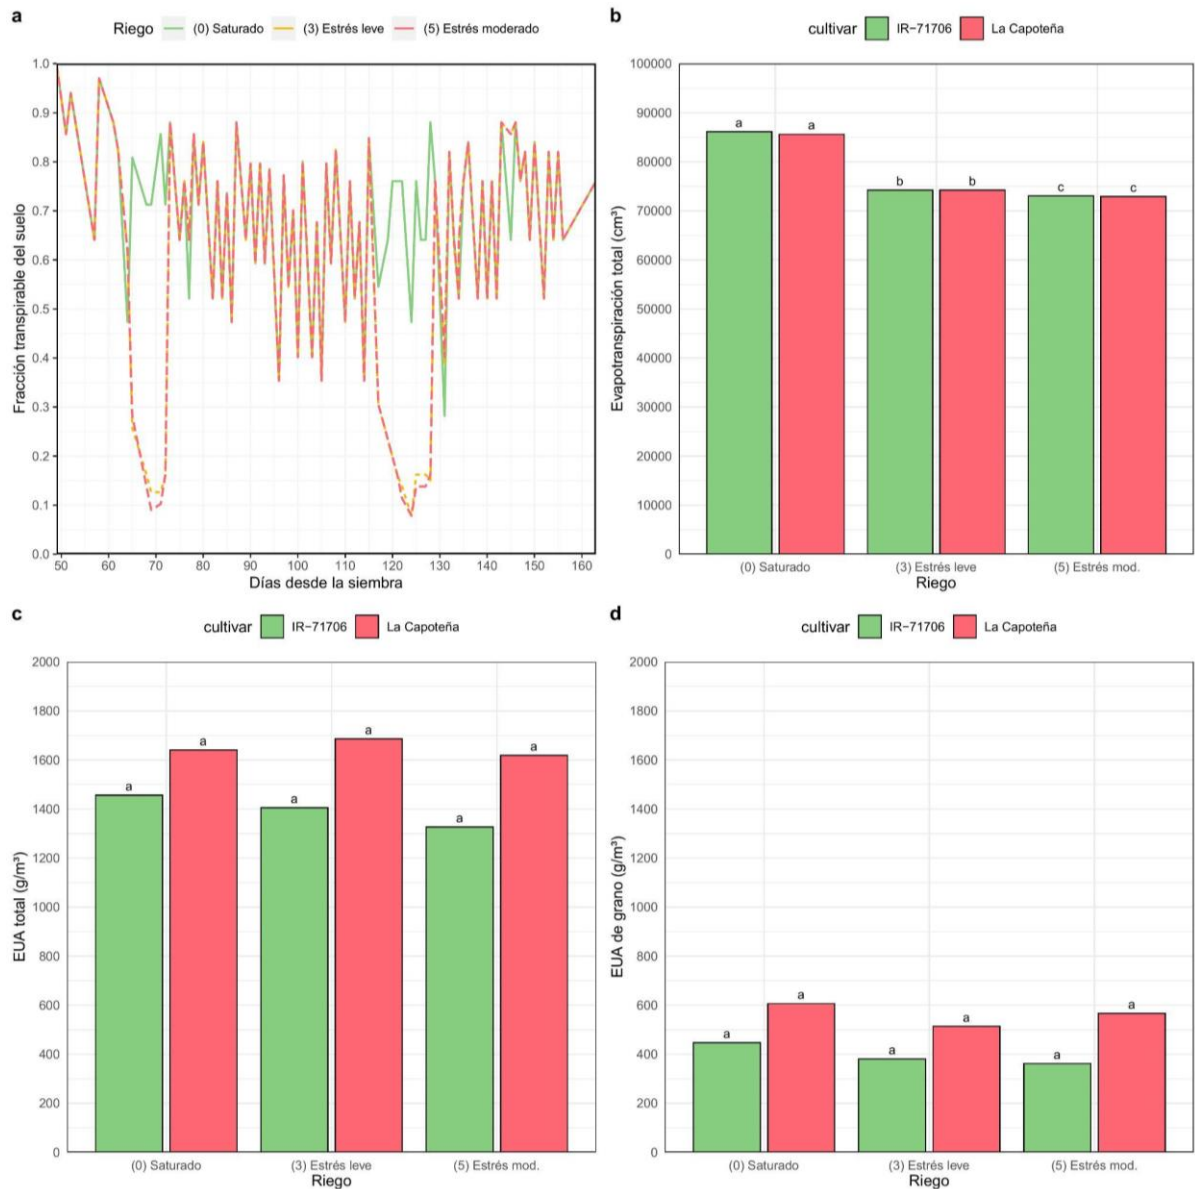 a
Riego (0) Saturado (3) Estrés leve (5) Estrés moderado
1.0
0.9
0.8
0.7
0.6
0.5
0.4
0.3
0.2
0.1
0.0
Fracción transpirable del suelo
50 60 70 80 90 100 110 120 130 140 150 160
Días desde la siembra
b
cultivar IR−71706 La Capoteña
100000
90000
80000
70000
60000
50000
40000
30000
20000
10000
0
Evapotranspiración total (cm³)
a a
b b
c c
(0) Saturado (3) Estrés leve (5) Estrés mod.
Riego
c
cultivar IR−71706 La Capoteña
2000
1800
1600
1400
1200
1000
800
600
400
200
0
EUA total (g/m³)
a a
a a
a a
(0) Saturado (3) Estrés leve (5) Estrés mod.
Riego
d
cultivar IR−71706 La Capoteña
2000
1800
1600
1400
1200
1000
800
600
400
200
0
EUA de grano (g/m³)
a a
a a
a a
(0) Saturado (3) Estrés leve (5) Estrés mod.
Riego